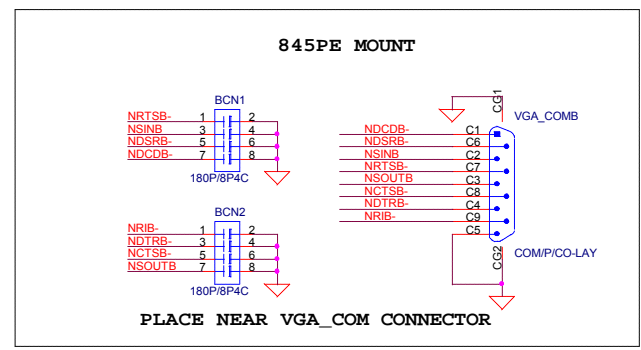 845PE MOUNT
BCN1
NRTSB- 1 2
NSINB 3 4
NDSRB- 5 6
NDCDB- 7 8
180P/8P4C
BCN2
NRIB- 1 2
NDTRB- 3 4
NCTSB- 5 6
NSOUTB 7 8
180P/8P4C
CG1
VGA_COMB
NDCDB- C1
NDSRB- C6
NSINB C2
NRTSB- C7
NSOUTB C3
NCTSB- C8
NDTRB- C4
NRIB- C9
C5
CG2
COM/P/CO-LAY
PLACE NEAR VGA_COM CONNECTOR